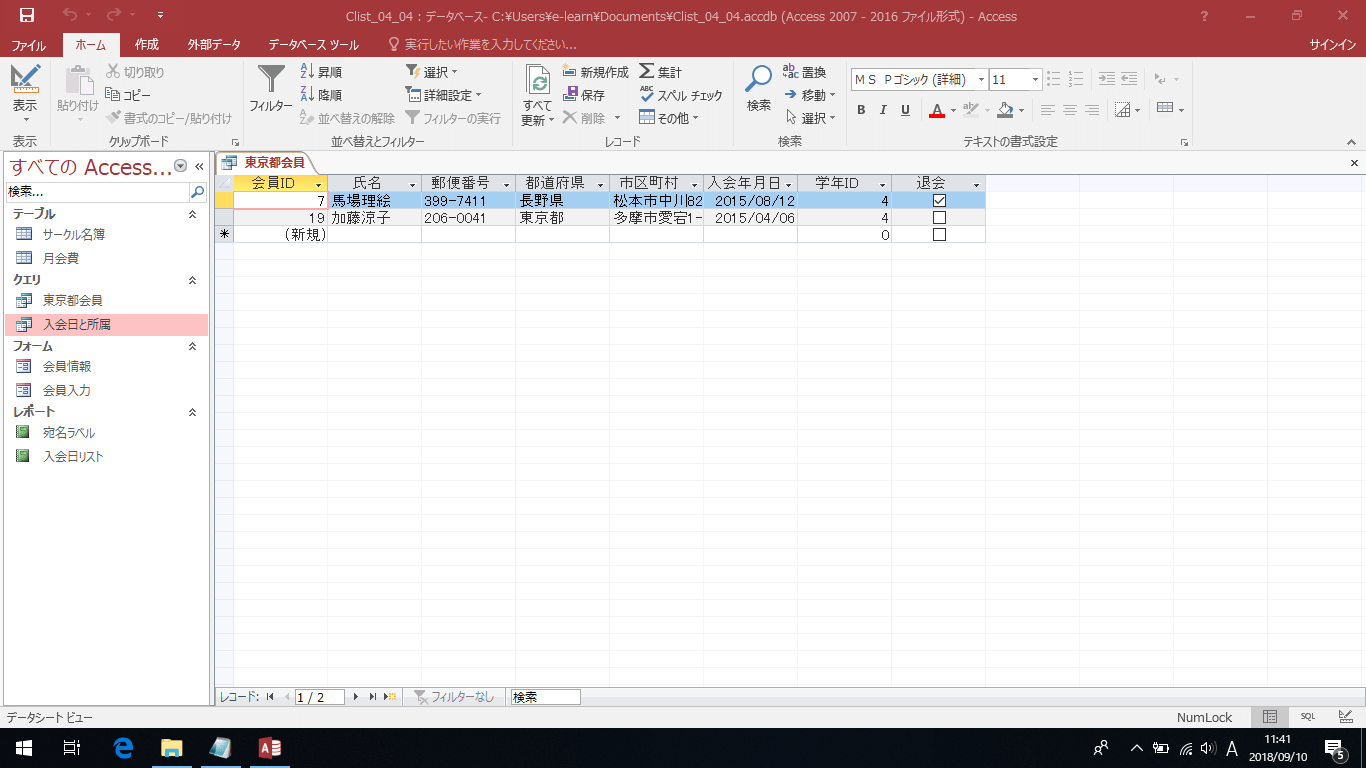 Clist_04_04 : データベース- C:¥Users¥e-learn¥Documents¥Clist_04_04.accdb (Access 2007 - 2016 ファイル形式) - Access
ファイル ホーム 作成 外部データ データベース ツール 実行したい作業を入力してください... サインイン
表示
表示
貼り付け
切り取り
コピー
書式のコピー/貼り付け
クリップボード
フィルター
昇順
降順
並べ替えの解除
選択
詳細設定
フィルターの実行
並べ替えとフィルター
すべて
更新
新規作成
保存
削除
集計
スペル チェック
その他
レコード
検索
置換
移動
選択
検索
MS Pゴシック (詳細) 11
B I U A
テキストの書式設定
すべての Access...
検索...
テーブル
サークル名簿
月会費
クエリ
東京都会員
入会日と所属
フォーム
会員情報
会員入力
レポート
宛名ラベル
入会日リスト
東京都会員
会員ID 氏名 郵便番号 都道府県 市区町村 入会年月日 学年ID 退会
7 馬場理絵 399-7411 長野県 松本市中川82 2015/08/12 4
19 加藤涼子 206-0041 東京都 多摩市愛宕1- 2015/04/06 4
* (新規) 0
レコード: 1 / 2 フィルターなし 検索
データシート ビュー NumLock SQL
A 11:41
2018/09/10 5